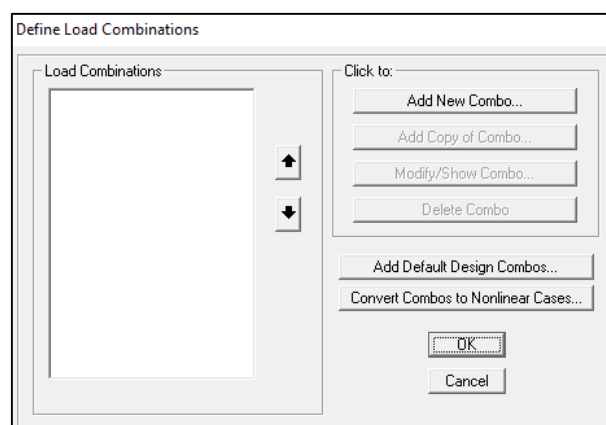 Define Load Combinations
Load Combinations
Click to:
Add New Combo...
Add Copy of Combo...
Modify/Show Combo...
Delete Combo
Add Default Design Combos...
Convert Combos to Nonlinear Cases...
OK
Cancel